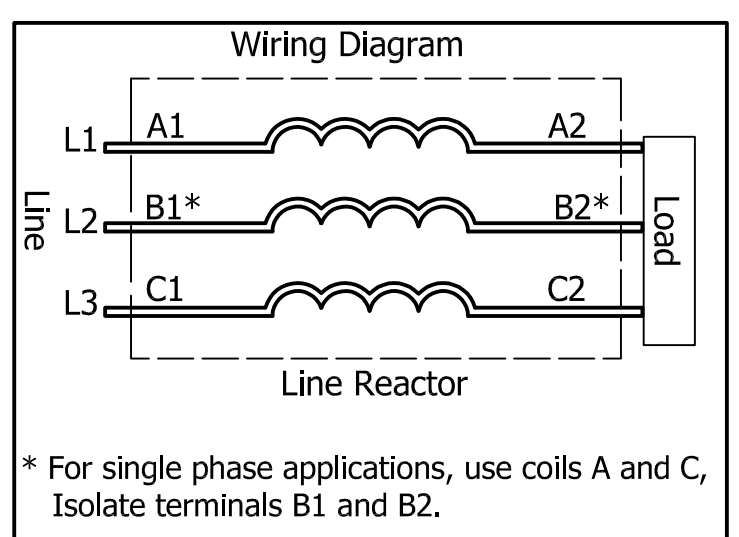 Wiring Diagram
L1 A1 A2
Line L2 B1* B2* Load
L3 C1 C2
Line Reactor
* For single phase applications, use coils A and C,
Isolate terminals B1 and B2.